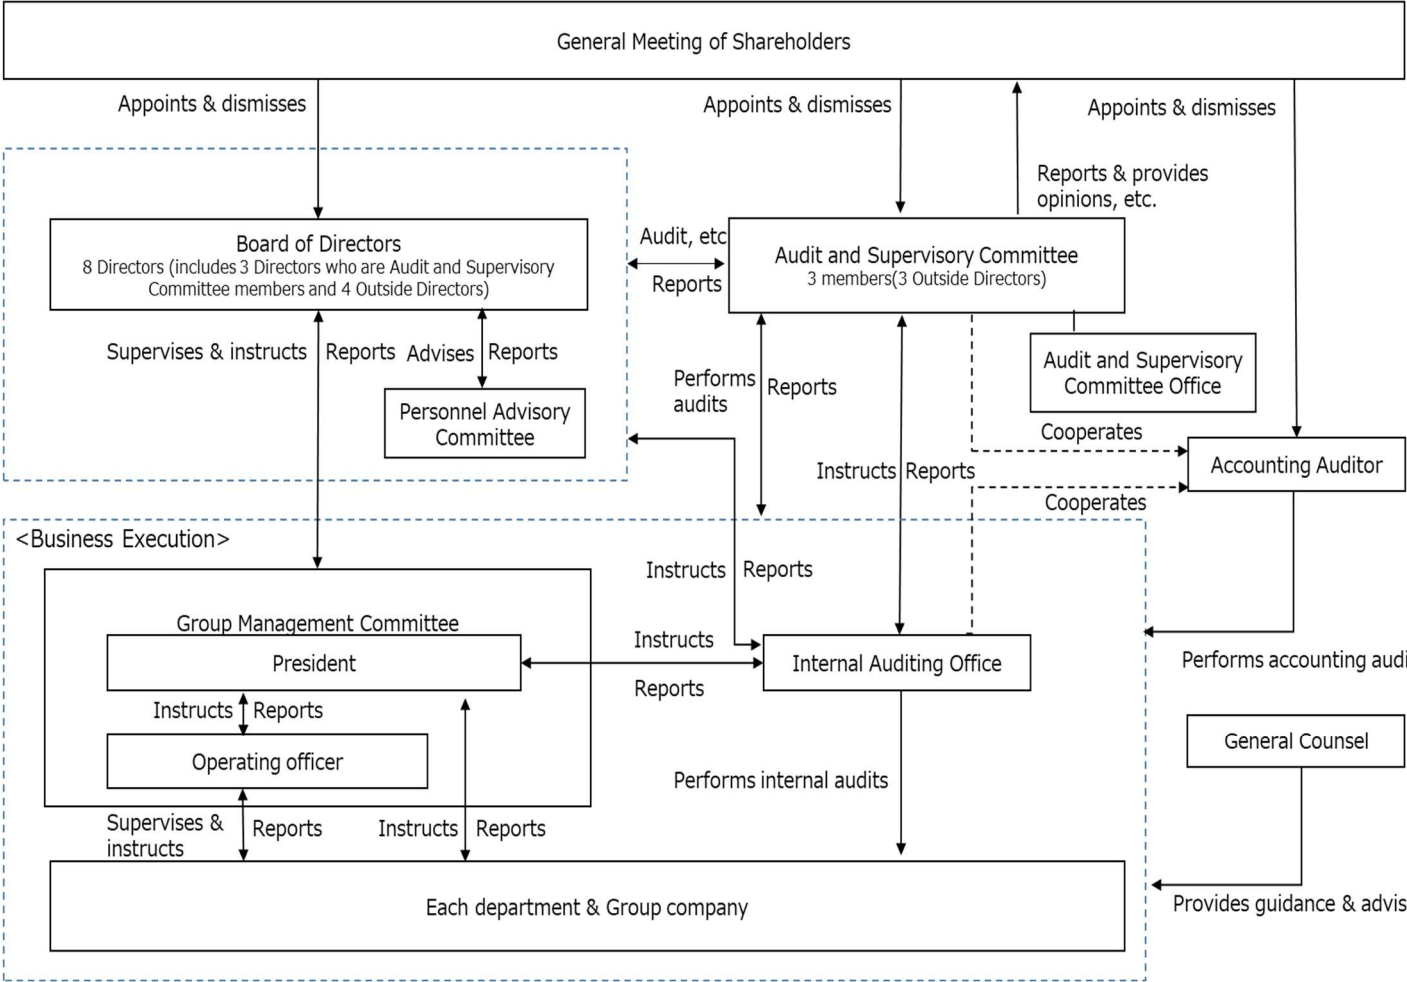 General Meeting of Shareholders
Appoints & dismisses
Appoints & dismisses
Appoints & dismisses
Reports & provides
opinions, etc.
Board of Directors
8 Directors (includes 3 Directors who are Audit and Supervisory
Committee members and 4 Outside Directors)
Audit, etc
Reports
Audit and Supervisory Committee
3 members(3 Outside Directors)
Supervises & instructs
Reports
Advises
Reports
Personnel Advisory
Committee
Performs
audits
Reports
Audit and Supervisory
Committee Office
Cooperates
Instructs
Reports
Accounting Auditor
Cooperates
<Business Execution>
Instructs
Reports
Group Management Committee
President
Instructs
Reports
Internal Auditing Office
Performs accounting audi
Instructs
Reports
Operating officer
General Counsel
Performs internal audits
Supervises &
instructs
Reports
Instructs
Reports
Each department & Group company
Provides guidance & advis